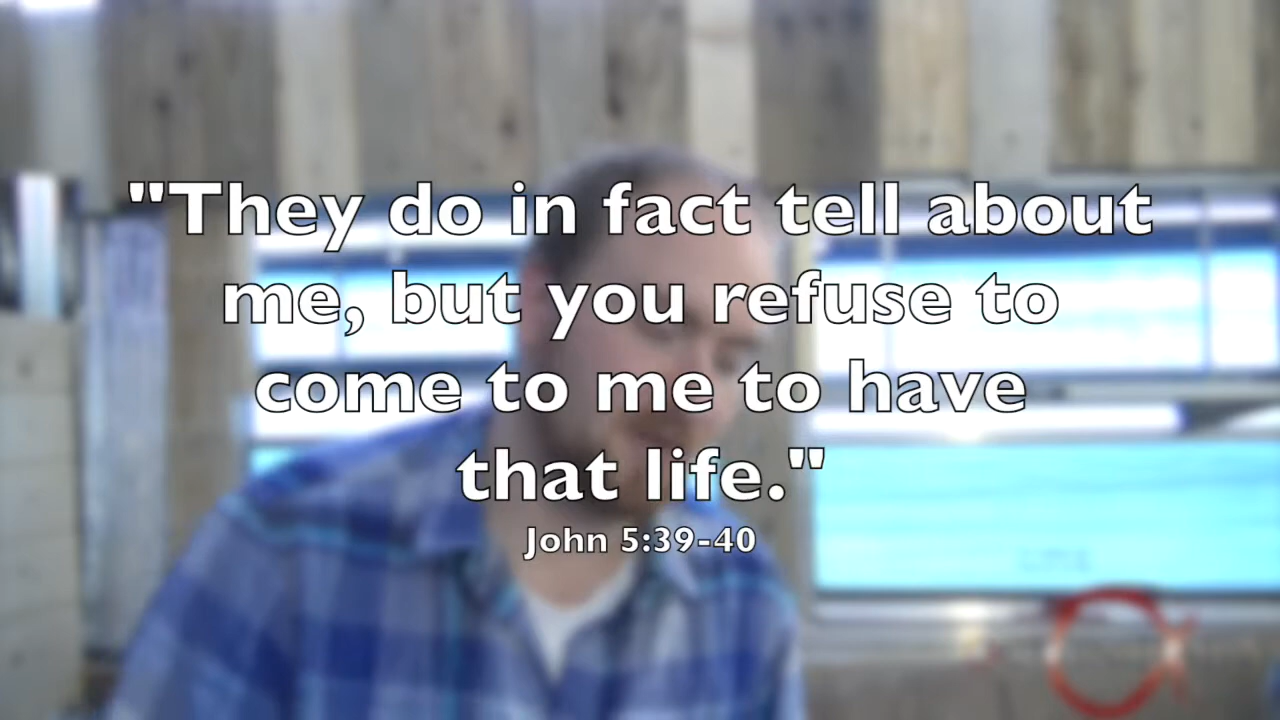 "They do in fact tell about
me, but you refuse to
come to me to have
that life."
John 5:39-40